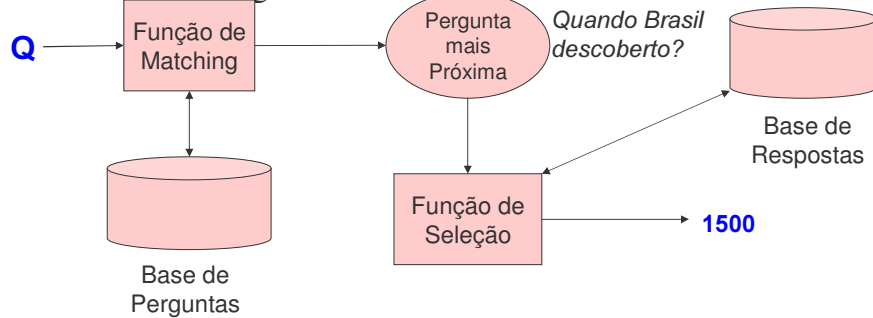 Q
Função de
Matching
Pergunta
mais
Próxima
Quando Brasil
descoberto?
Base de
Respostas
Função de
Seleção
1500
Base de
Perguntas